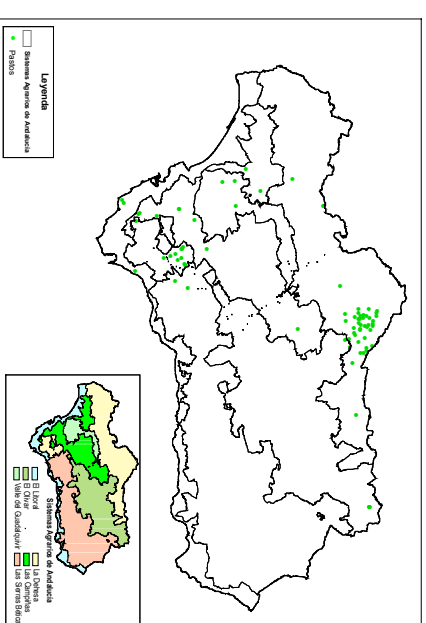 Leyenda
Sistemas Agrarios de Andalucía
Pastos
Sistemas Agrarios de Andalucía
El Litoral
El Olivar
Valle del Guadalquivir
La Dehesa
Las Campiñas
Las Sierras Bética